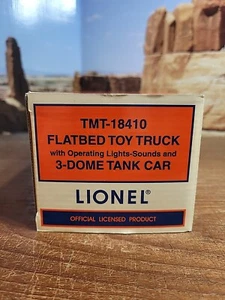 TMT-18410
FLATBED TOY TRUCK
with Operating Lights-Sounds and
3-DOME TANK CAR
LIONEL®
OFFICIAL LICENSED PRODUCT